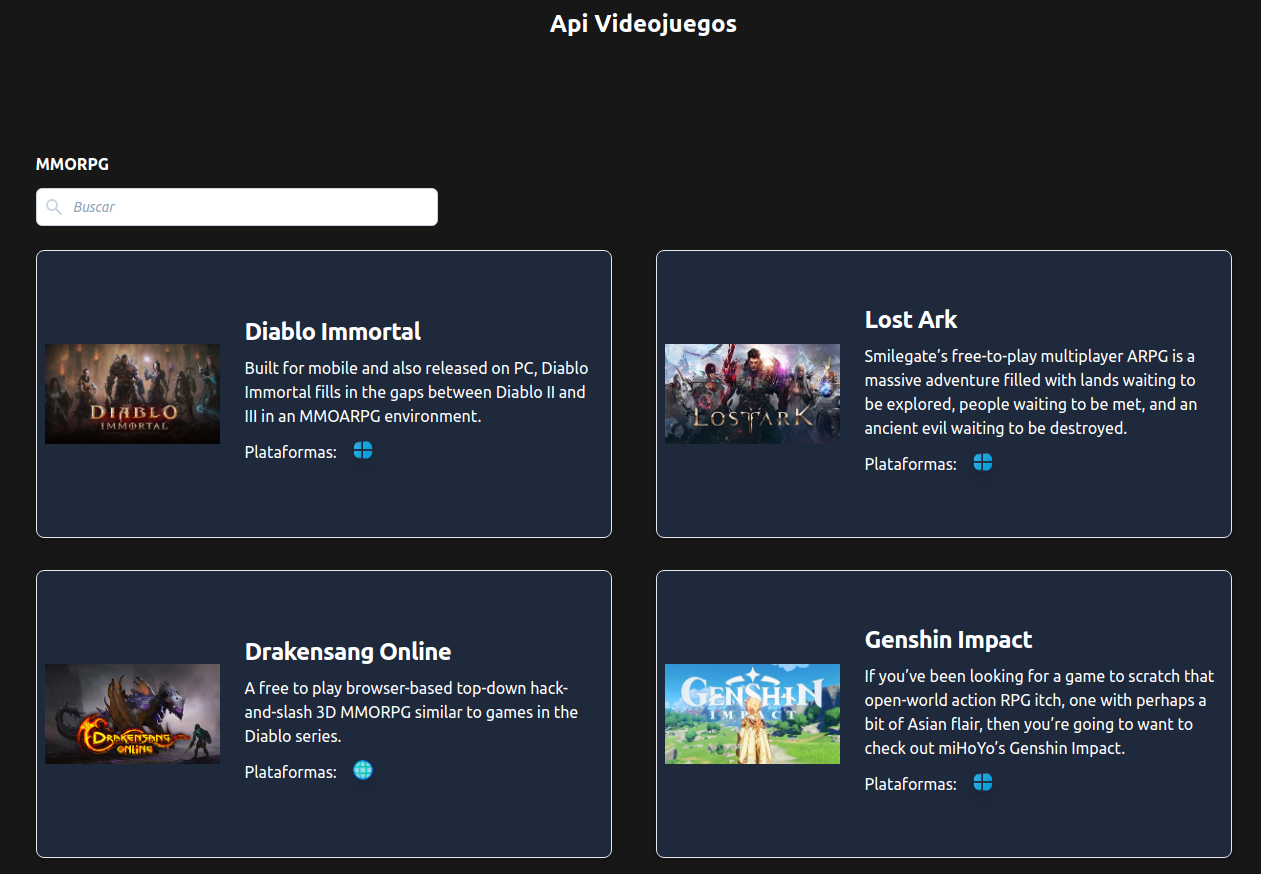 Api Videojuegos
MMORPG
Buscar
DIABLO
IMMORTAL
Diablo Immortal
Built for mobile and also released on PC, Diablo
Immortal fills in the gaps between Diablo II and
III in an MMOARPG environment.
Plataformas:
LOST ARK
Lost Ark
Smilegate’s free-to-play multiplayer ARPG is a
massive adventure filled with lands waiting to
be explored, people waiting to be met, and an
ancient evil waiting to be destroyed.
Plataformas:
DRAKENSANG
ONLINE
Drakensang Online
A free to play browser-based top-down hack-
and-slash 3D MMORPG similar to games in the
Diablo series.
Plataformas:
GENSHIN
IMPACT
Genshin Impact
If you’ve been looking for a game to scratch that
open-world action RPG itch, one with perhaps a
bit of Asian flair, then you’re going to want to
check out miHoYo’s Genshin Impact.
Plataformas: